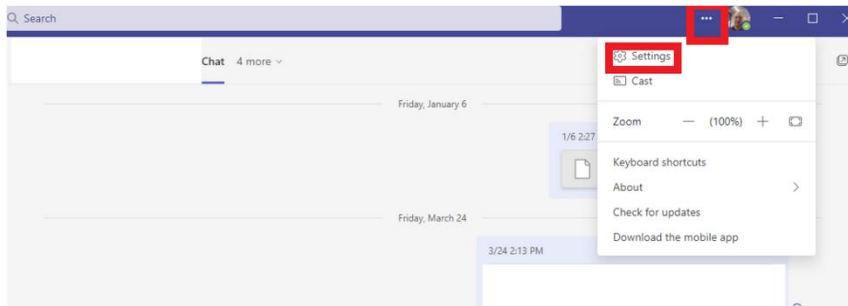 Search
Chat 4 more
Settings
Cast
Friday, January 6
Zoom (100%)
1/6 2:27
Keyboard shortcuts
About
Friday, March 24
Check for updates
Download the mobile app
3/24 2:13 PM